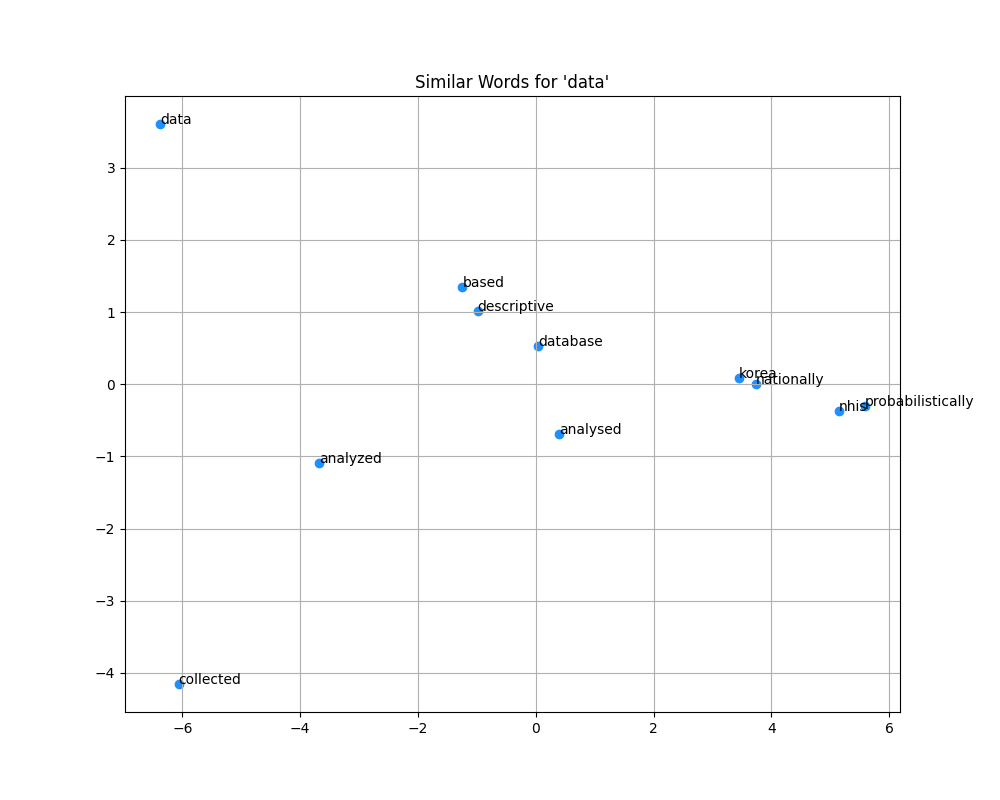 Similar Words for 'data'
data
based
descriptive
database
korea
nationally
nhis
probabilistically
analysed
analyzed
collected
3
2
1
0
−1
−2
−3
−4
−6
−4
−2
0
2
4
6